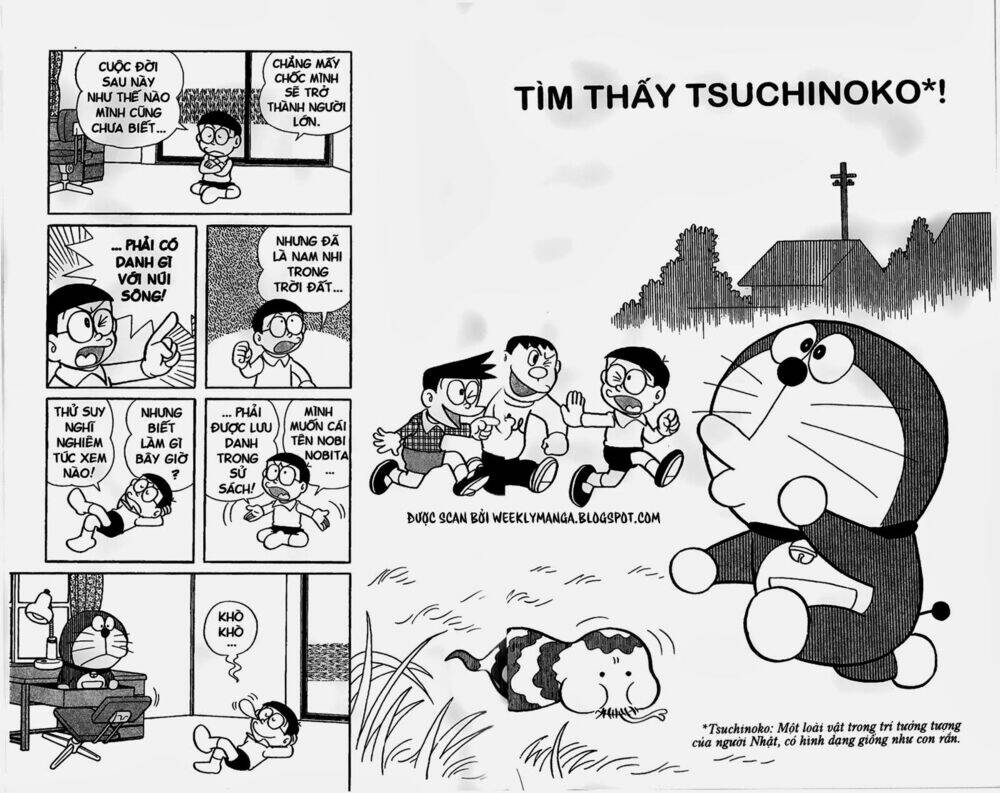 TÌM THẤY TSUCHINOKO*!
ĐƯỢC SCAN BỞI WEEKLYMANGA.BLOGSPOT.COM
*Tsuchinoko: Một loài vật trong trí tưởng tượng
của người Nhật, có hình dạng giống như con rắn.
CHẲNG MẤY
CHỐC MÌNH
SẼ TRỞ
THÀNH NGƯỜI
LỚN.
CUỘC ĐỜI
SAU NÀY
NHƯ THẾ NÀO
MÌNH CŨNG
CHƯA BIẾT...
NHƯNG ĐÃ
LÀ NAM NHI
TRONG
TRỜI ĐẤT...
... PHẢI CÓ
DANH GÌ
VỚI NÚI
SÔNG!
MÌNH
MUỐN CÁI
TÊN NOBI
NOBITA
...
... PHẢI
ĐƯỢC LƯU
DANH
TRONG
SỬ
SÁCH!
NHƯNG
BIẾT
LÀM GÌ
BÂY GIỜ
?
THỬ SUY
NGHĨ
NGHIÊM
TÚC XEM
NÀO!
KHÒ
KHÒ
...